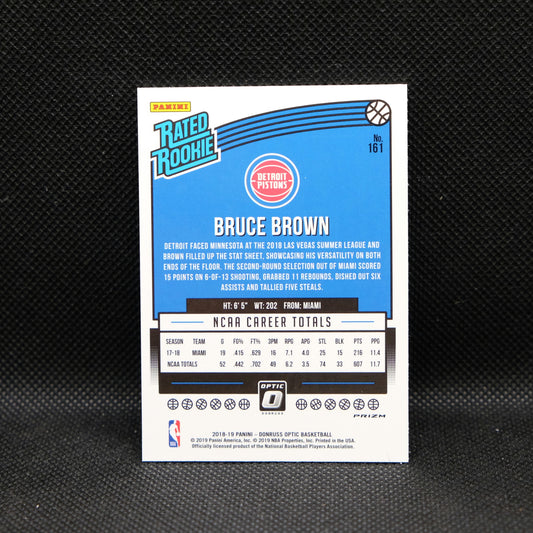 PANINI
RATED
ROOKIE
No.
161
DETROIT
PISTONS
BRUCE BROWN
DETROIT FACED MINNESOTA AT THE 2018 LAS VEGAS SUMMER LEAGUE AND
BROWN FILLED UP THE STAT SHEET, SHOWCASING HIS VERSATILITY ON BOTH
ENDS OF THE FLOOR. THE SECOND-ROUND SELECTION OUT OF MIAMI SCORED
15 POINTS ON 6-OF-13 SHOOTING, GRABBED 11 REBOUNDS, DISHED OUT SIX
ASSISTS AND TALLIED FIVE STEALS.
HT: 6' 5" WT: 202 FROM: MIAMI
NCAA CAREER TOTALS
SEASON TEAM G FG% FT% 3PM RPG APG STL BLK PTS PPG
17-18 MIAMI 19 .415 .629 16 7.1 4.0 25 15 216 11.4
NCAA TOTALS 52 .442 .702 49 6.2 3.5 74 33 607 11.7
OPTIC
DONRUSS
PRIZM
NBA
2018-19 PANINI - DONRUSS OPTIC BASKETBALL
© 2019 Panini America, Inc. © 2019 NBA Properties, Inc. Printed in the USA.
Officially licensed product of the National Basketball Players Association.